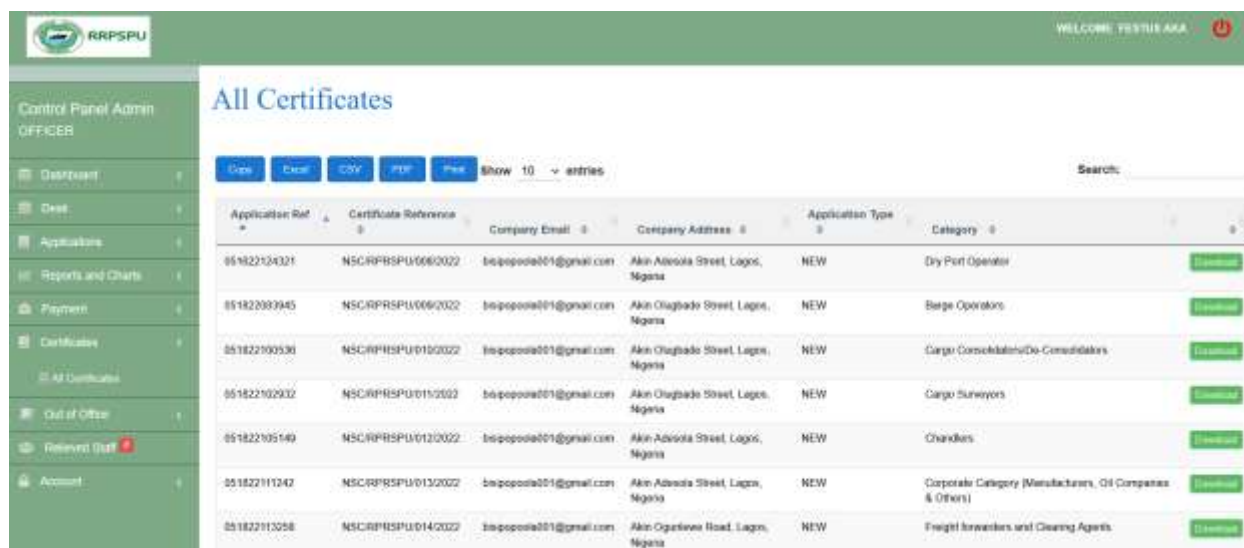 RRPSPU
WELCOME FESTUS AKA
Control Panel Admin
OFFICER
Dashboard
Desk
Applications
Reports and Charts
Payment
Certificates
All Certificates
Out of Office
Relieved Staff
Account
All Certificates
Copy Excel CSV PDF Print Show 10 entries
Search:
Application Ref Certificate Reference Company Email Company Address Application Type Category
051822124321 NSC/RPRSPU/008/2022 bisipopoola001@gmail.com Akin Adesola Street, Lagos, NEW Dry Port Operator Download
Nigeria
051822083945 NSC/RPRSPU/009/2022 bisipopoola001@gmail.com Akin Olugbade Street, Lagos, NEW Barge Operators Download
Nigeria
051822100536 NSC/RPRSPU/010/2022 bisipopoola001@gmail.com Akin Olugbade Street, Lagos, NEW Cargo Consolidators/De-Consolidators Download
Nigeria
051822102932 NSC/RPRSPU/011/2022 bisipopoola001@gmail.com Akin Olugbade Street, Lagos, NEW Cargo Surveyors Download
Nigeria
051822105149 NSC/RPRSPU/012/2022 bisipopoola001@gmail.com Akin Adesola Street, Lagos, NEW Chandlers Download
Nigeria
051822111242 NSC/RPRSPU/013/2022 bisipopoola001@gmail.com Akin Adesola Street, Lagos, NEW Corporate Category (Manufacturers, Oil Companies Download
Nigeria & Others)
051822113258 NSC/RPRSPU/014/2022 bisipopoola001@gmail.com Akin Ogunlewe Road, Lagos, NEW Freight forwarders and Clearing Agents Download
Nigeria